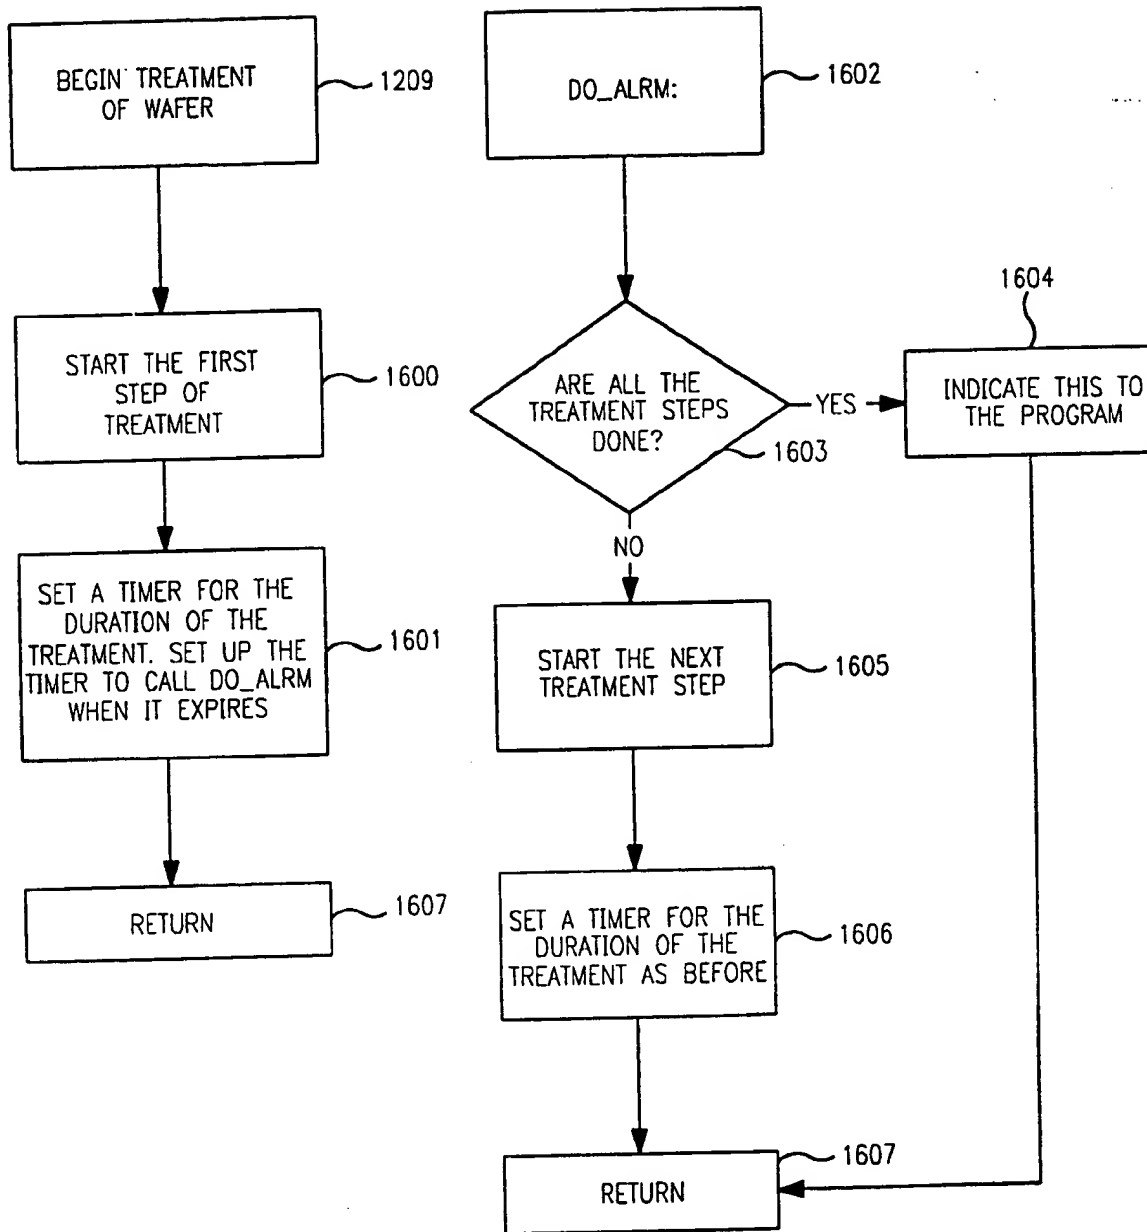 BEGIN TREATMENT
OF WAFER
1209
START THE FIRST
STEP OF
TREATMENT
1600
SET A TIMER FOR THE
DURATION OF THE
TREATMENT. SET UP THE
TIMER TO CALL DO_ALRM
WHEN IT EXPIRES
1601
RETURN
1607
DO_ALRM:
1602
ARE ALL THE
TREATMENT STEPS
DONE?
1603
YES
1604
INDICATE THIS TO
THE PROGRAM
NO
START THE NEXT
TREATMENT STEP
1605
SET A TIMER FOR THE
DURATION OF THE
TREATMENT AS BEFORE
1606
RETURN
1607